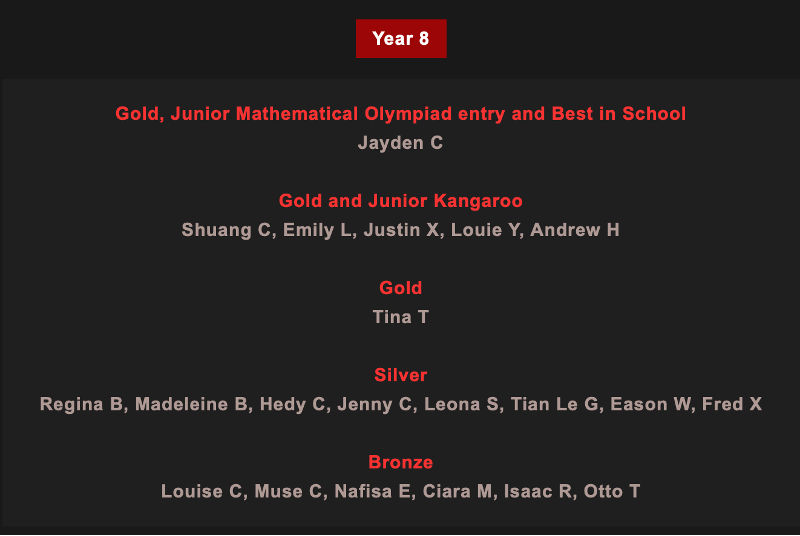 Year 8
Gold, Junior Mathematical Olympiad entry and Best in School
Jayden C
Gold and Junior Kangaroo
Shuang C, Emily L, Justin X, Louie Y, Andrew H
Gold
Tina T
Silver
Regina B, Madeleine B, Hedy C, Jenny C, Leona S, Tian Le G, Eason W, Fred X
Bronze
Louise C, Muse C, Nafisa E, Ciara M, Isaac R, Otto T